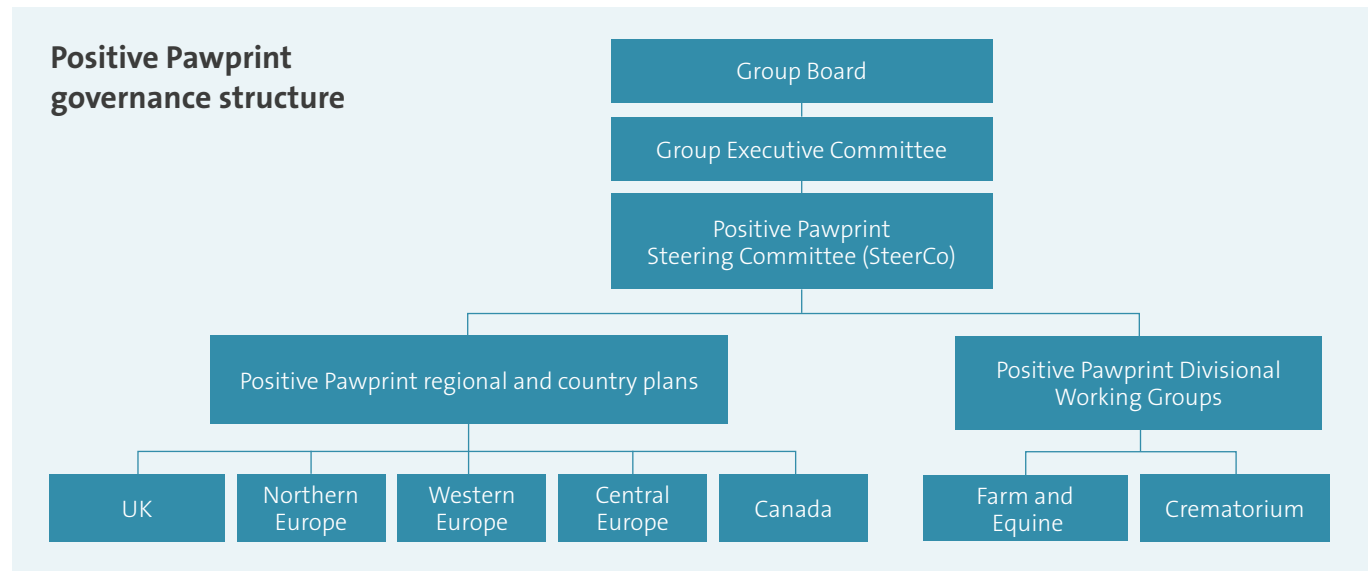 Positive Pawprint
governance structure
Group Board
Group Executive Committee
Positive Pawprint
Steering Committee (SteerCo)
Positive Pawprint regional and country plans
Positive Pawprint Divisional
Working Groups
UK
Northern
Europe
Western
Europe
Central
Europe
Canada
Farm and
Equine
Crematorium